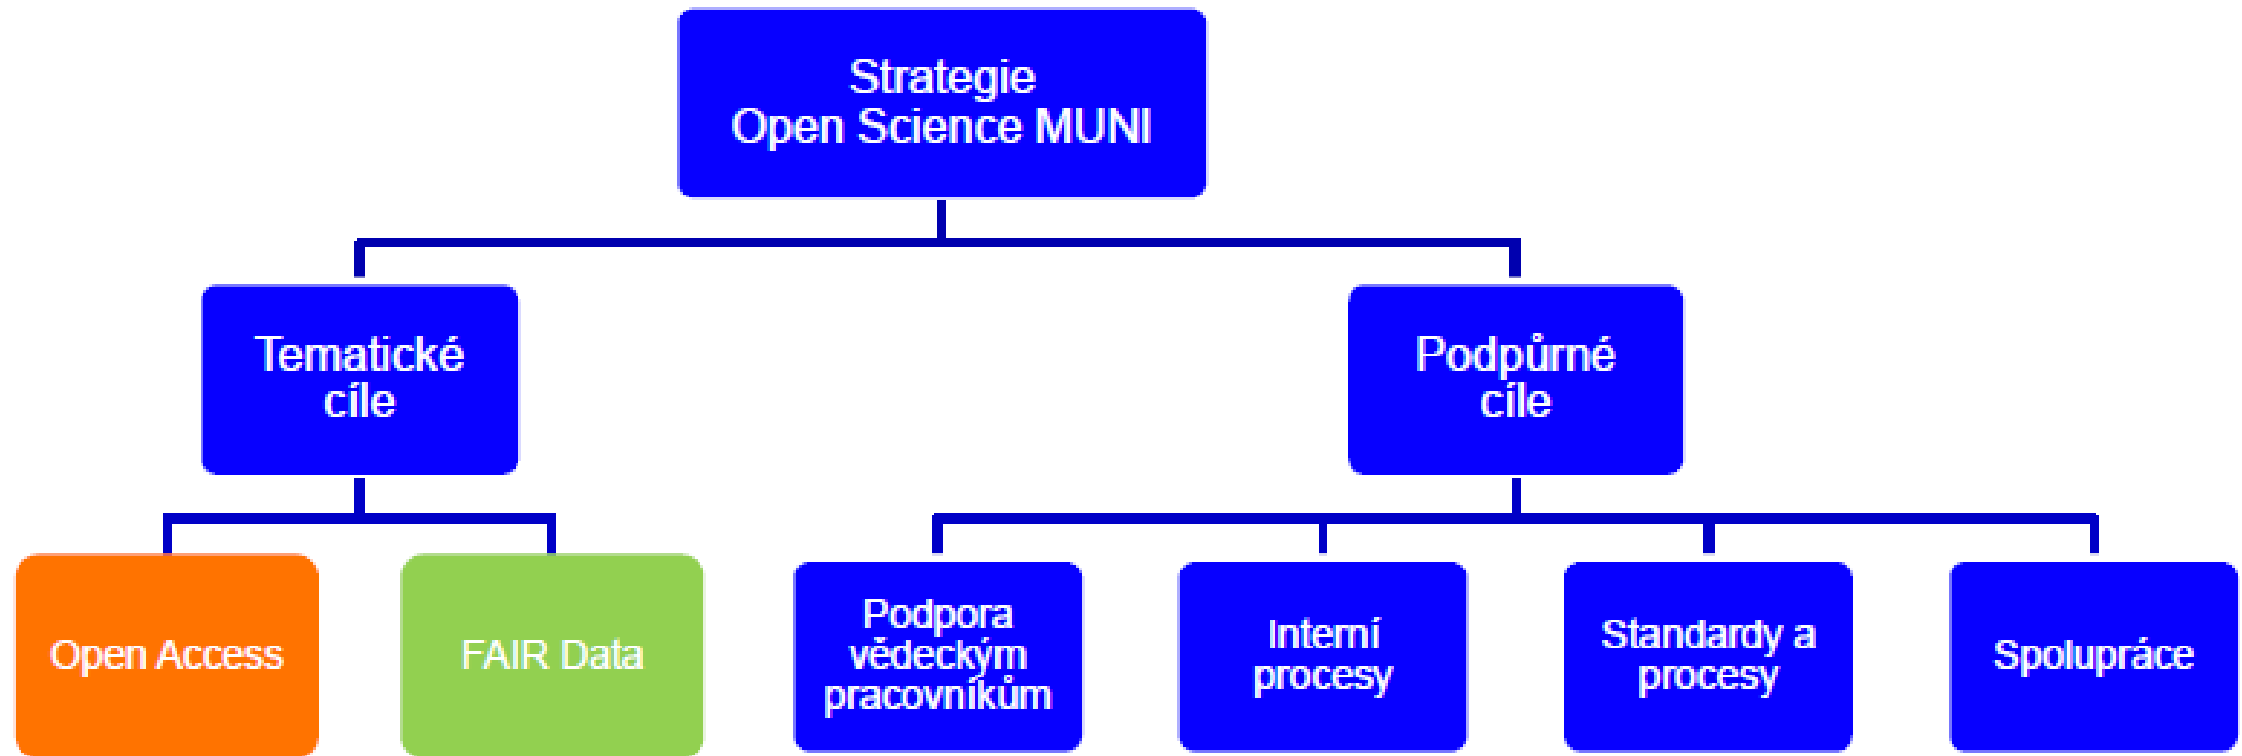 Strategie
Open Science MUNI
Tematické
cíle
Podpůrné
cíle
Open Access
FAIR Data
Podpora
vědeckým
pracovníkům
Interní
procesy
Standardy a
procesy
Spolupráce